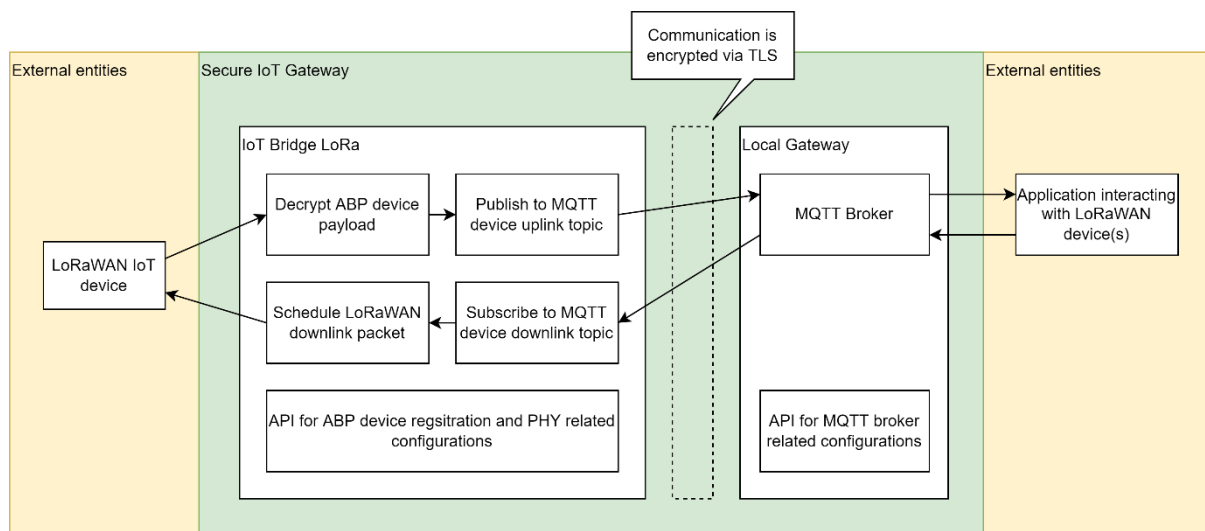 Communication is
encrypted via TLS
External entities
Secure IoT Gateway
External entities
IoT Bridge LoRa
Local Gateway
Decrypt ABP device
payload
Publish to MQTT
device uplink topic
MQTT Broker
Application interacting
with LoRaWAN
device(s)
LoRaWAN IoT
device
Schedule LoRaWAN
downlink packet
Subscribe to MQTT
device downlink topic
API for ABP device regsitration and PHY related
configurations
API for MQTT broker
related configurations